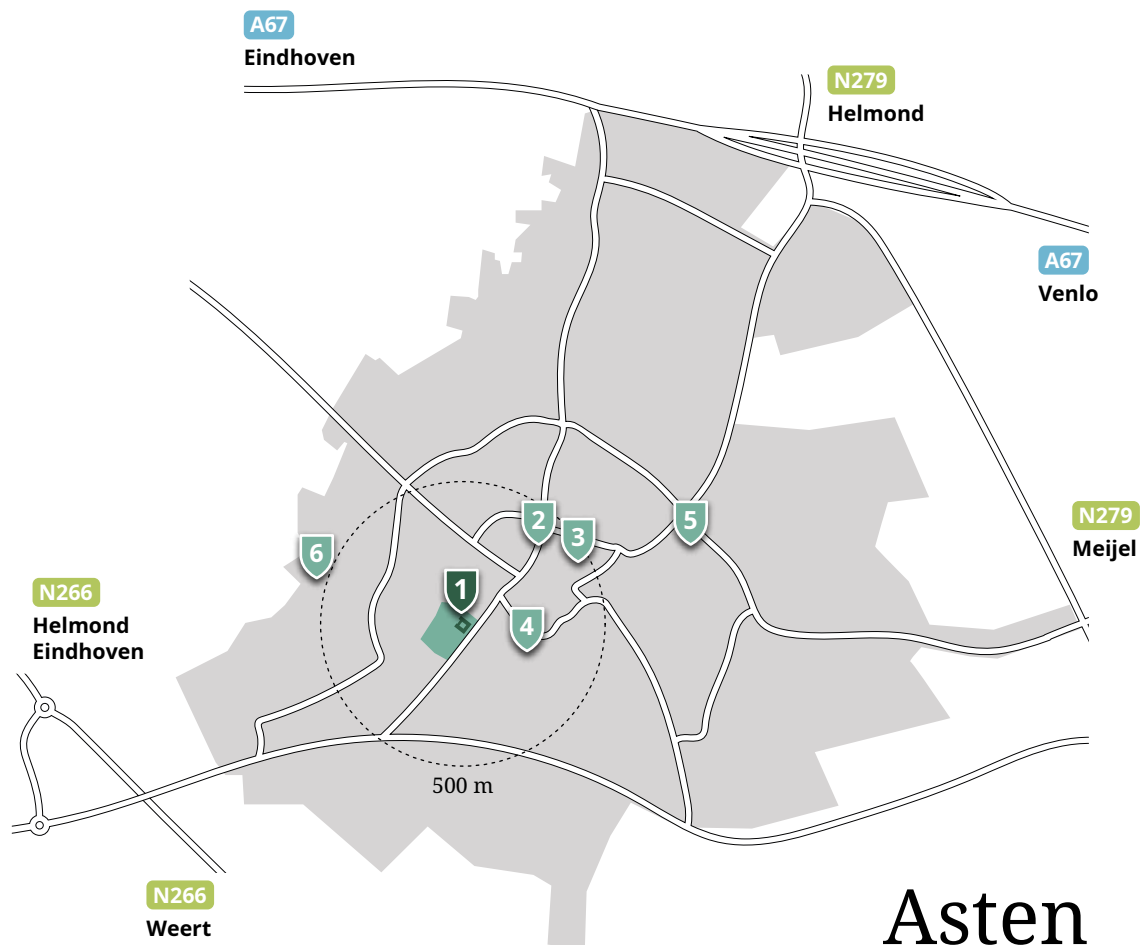 A67
Eindhoven
N279
Helmond
A67
Venlo
N279
Meijel
2
3
5
6
1
4
N266
Helmond
Eindhoven
500 m
N266
Weert
Asten